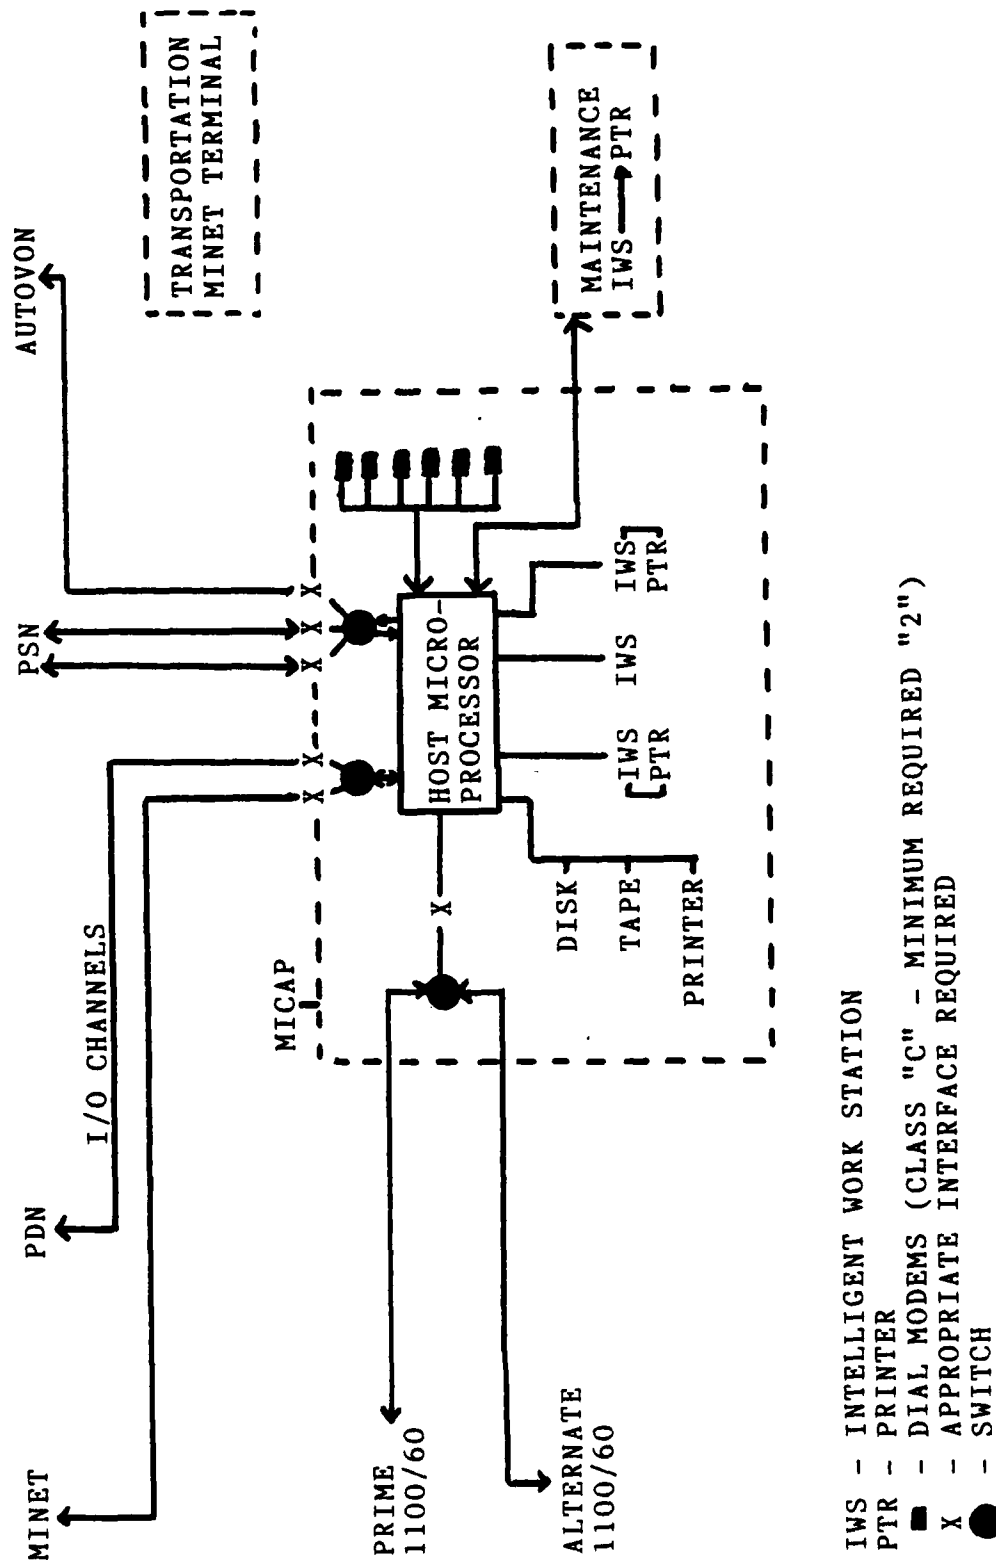 MINET
PDN
PSN
AUTOVON
I/O CHANNELS
TRANSPORTATION
MINET TERMINAL
MICAP
X
X
X
X
X
PRIME
1100/60
X
HOST MICRO-
PROCESSOR
ALTERNATE
1100/60
DISK
TAPE
PRINTER
IWS
PTR
IWS
IWS
PTR
MAINTENANCE
IWS PTR
IWS - INTELLIGENT WORK STATION
PTR - PRINTER
- DIAL MODEMS (CLASS "C" - MINIMUM REQUIRED "2")
X - APPROPRIATE INTERFACE REQUIRED
- SWITCH